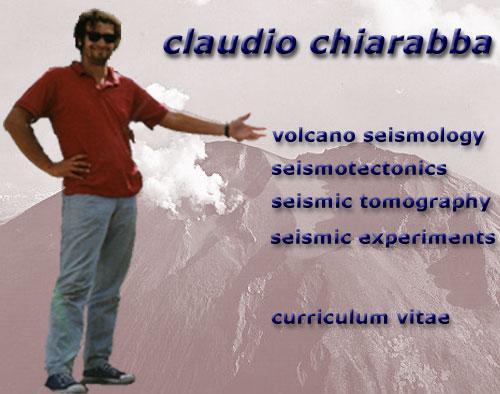 claudio chiarabba
volcano seismology
seismotectonics
seismic tomography
seismic experiments
curriculum vitae